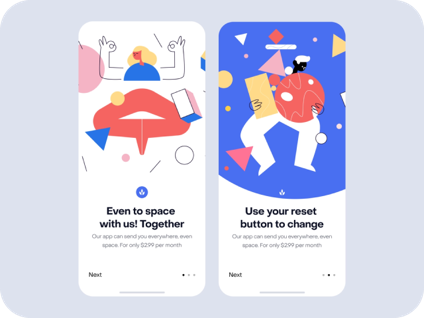 Even to space
with us! Together
Our app can send you everywhere, even
space. For only $2.99 per month
Next
Use your reset
button to change
Our app can send you everywhere, even
space. For only $2.99 per month
Next